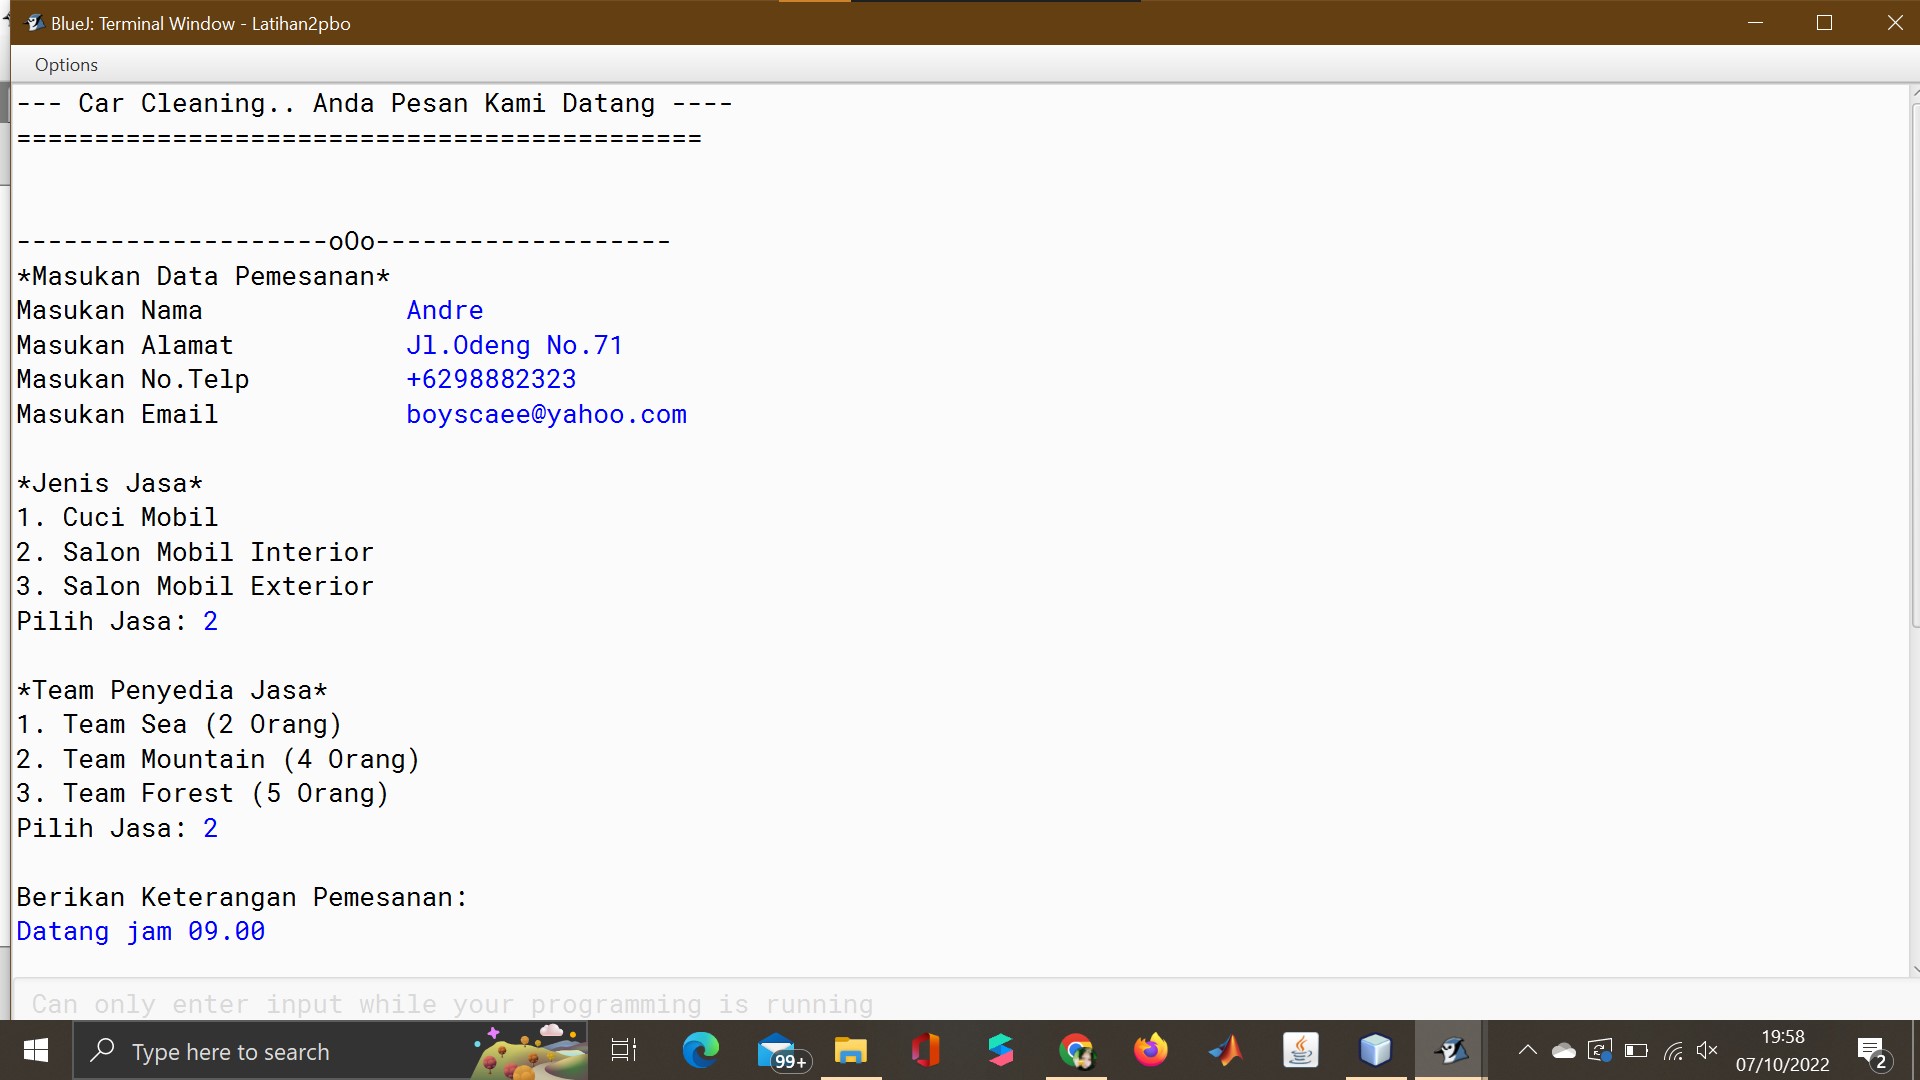 BlueJ: Terminal Window - Latihan2pbo
Options
--- Car Cleaning.. Anda Pesan Kami Datang ----
============================================
--------------------oOo-------------------
*Masukan Data Pemesanan*
Masukan Nama Andre
Masukan Alamat Jl.Odeng No.71
Masukan No.Telp +6298882323
Masukan Email boyscaee@yahoo.com
*Jenis Jasa*
1. Cuci Mobil
2. Salon Mobil Interior
3. Salon Mobil Exterior
Pilih Jasa: 2
*Team Penyedia Jasa*
1. Team Sea (2 Orang)
2. Team Mountain (4 Orang)
3. Team Forest (5 Orang)
Pilih Jasa: 2
Berikan Keterangan Pemesanan:
Datang jam 09.00
Can only enter input while your programming is running
Type here to search
99+
19:58
07/10/2022
2